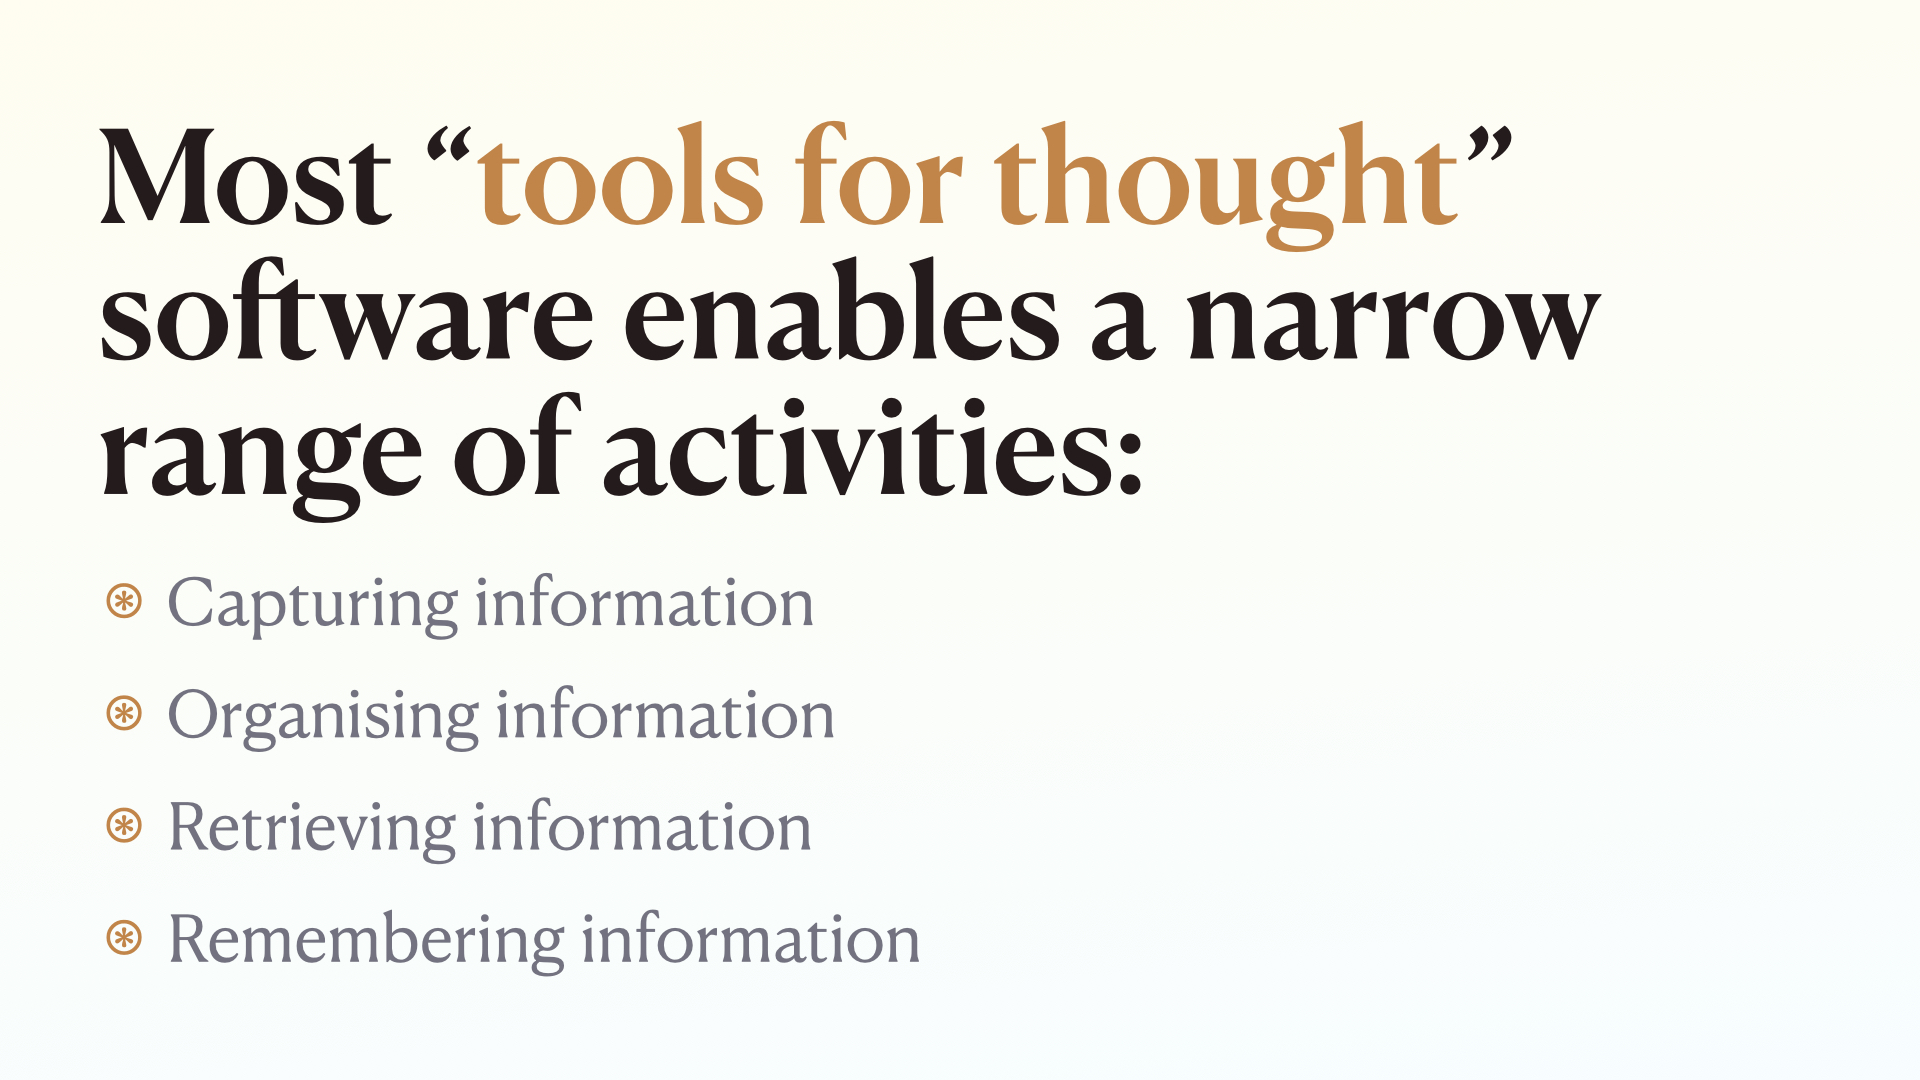 Most “tools for thought”
software enables a narrow
range of activities:
⊛ Capturing information
⊛ Organising information
⊛ Retrieving information
⊛ Remembering information